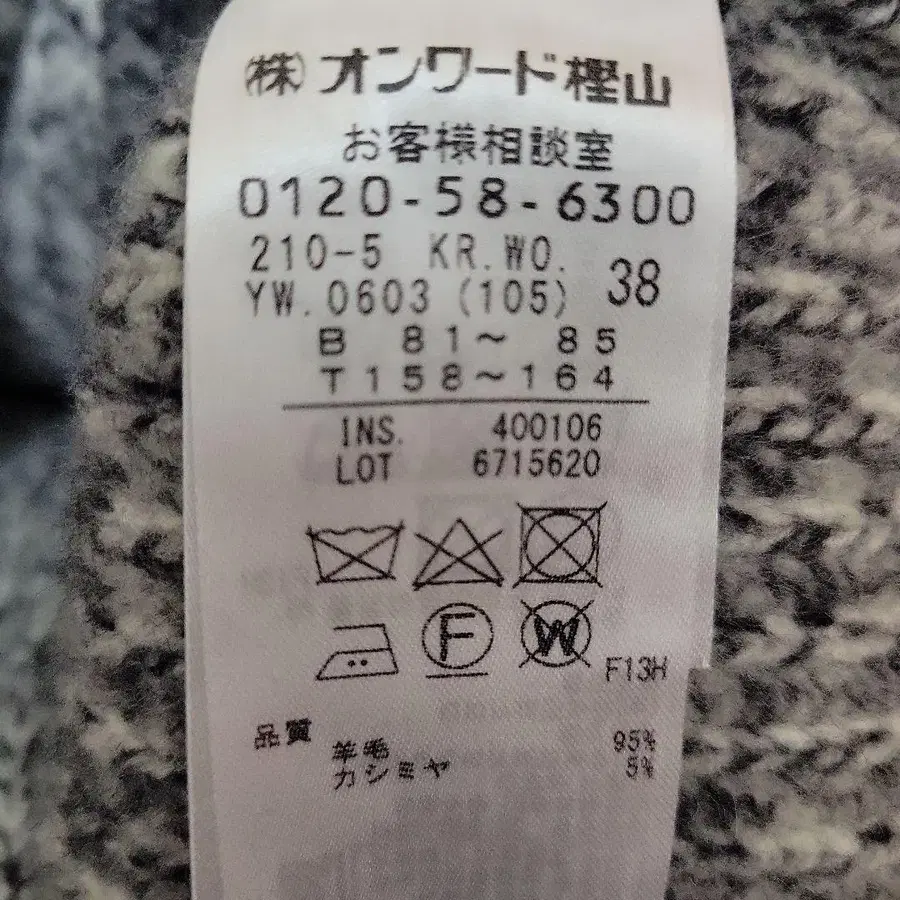 (株)オンワード樫山
お客様相談室
0120-58-6300
210-5 KR.WO.
YW.0603 (105) 38
B 81～ 85
T158～164
INS. 400106
LOT 6715620
F W
F13H
品質
羊毛 95%
カシミヤ 5%